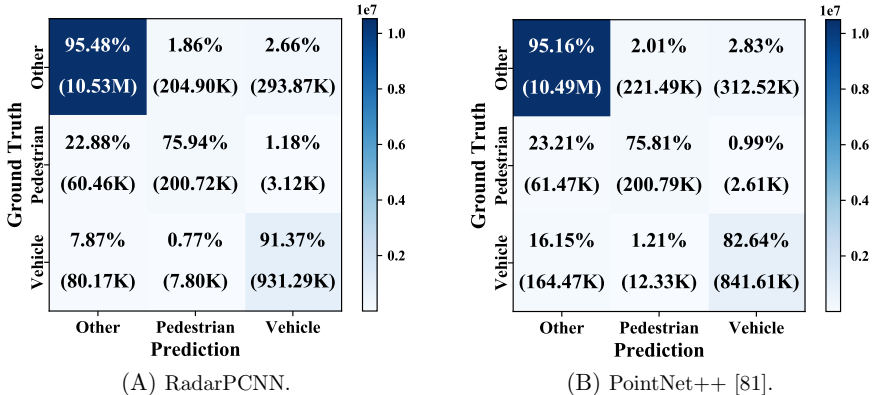 1e7
95.48% 1.86% 2.66%
(10.53M) (204.90K) (293.87K)
22.88% 75.94% 1.18%
(60.46K) (200.72K) (3.12K)
7.87% 0.77% 91.37%
(80.17K) (7.80K) (931.29K)
Other
Pedestrian
Vehicle
Ground Truth
Other Pedestrian Vehicle
Prediction
1.0
0.8
0.6
0.4
0.2
(A) RadarPCNN.
1e7
95.16% 2.01% 2.83%
(10.49M) (221.49K) (312.52K)
23.21% 75.81% 0.99%
(61.47K) (200.79K) (2.61K)
16.15% 1.21% 82.64%
(164.47K) (12.33K) (841.61K)
Other
Pedestrian
Vehicle
Ground Truth
Other Pedestrian Vehicle
Prediction
1.0
0.8
0.6
0.4
0.2
(B) PointNet++ [81].